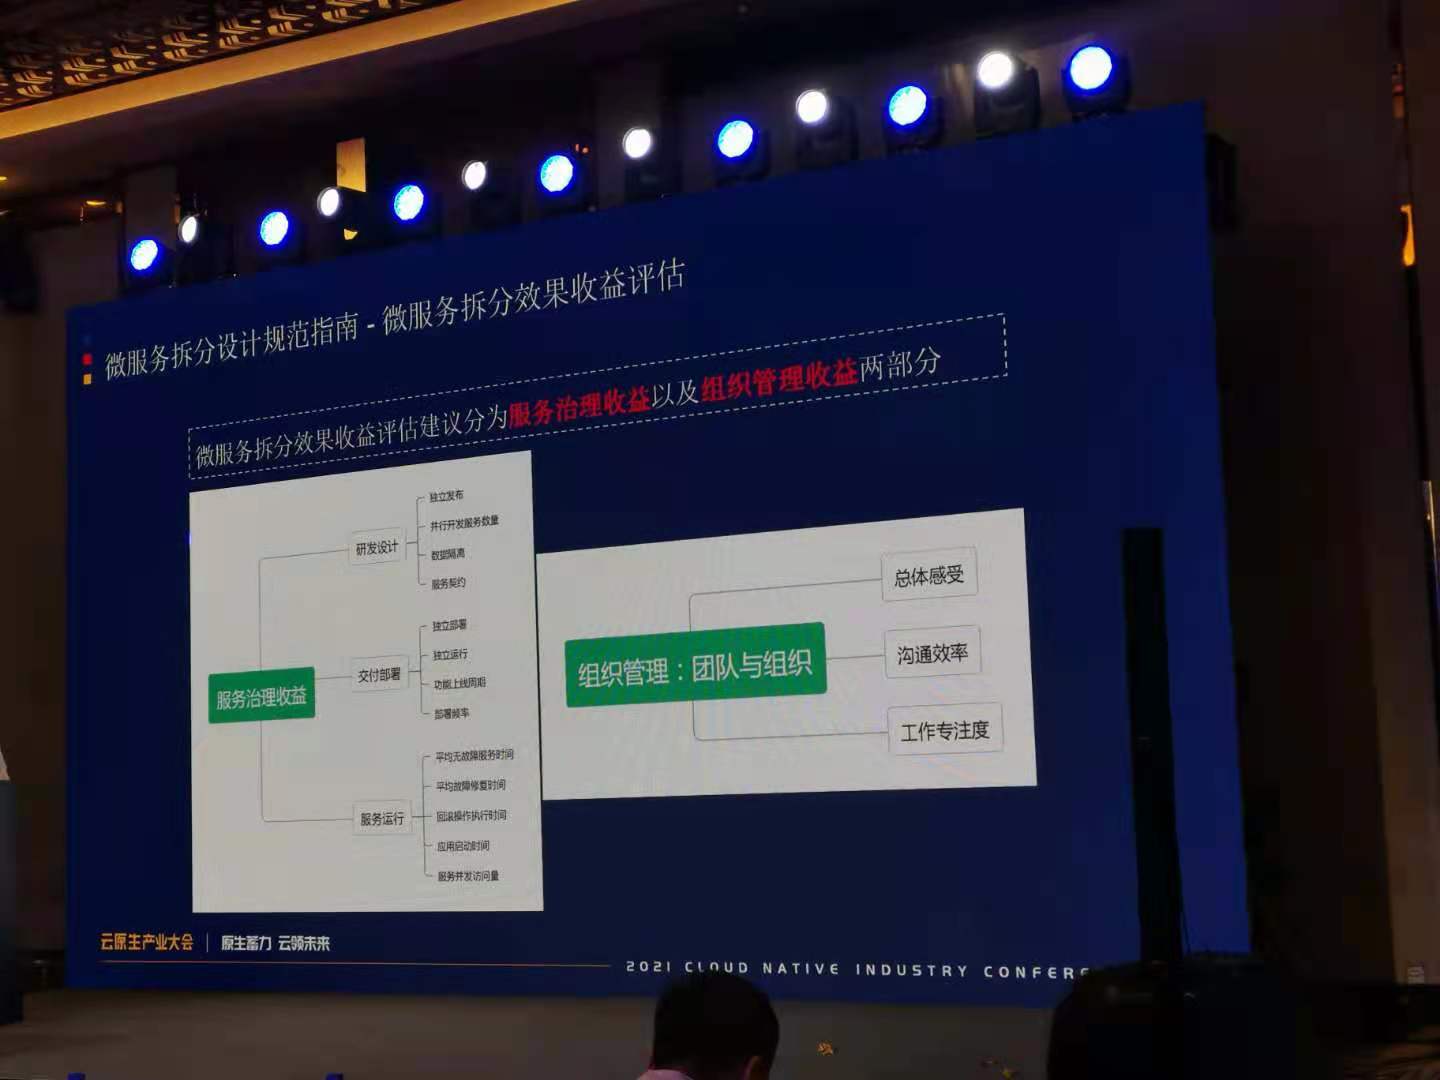 微服务拆分设计规范指南 - 微服务拆分效果收益评估
微服务拆分效果收益评估建议分为服务治理收益以及组织管理收益两部分
服务治理收益
研发设计
独立发布
并行开发服务数量
数据隔离
服务契约
交付部署
独立部署
独立运行
功能上线周期
部署频率
服务运行
平均无故障服务时间
平均故障修复时间
回滚操作执行时间
应用启动时间
服务并发访问量
组织管理：团队与组织
总体感受
沟通效率
工作专注度
云原生产业大会
原生蓄力 云领未来
2021 CLOUD NATIVE INDUSTRY CONFERE